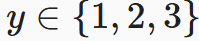 y ∈ {1, 2, 3}